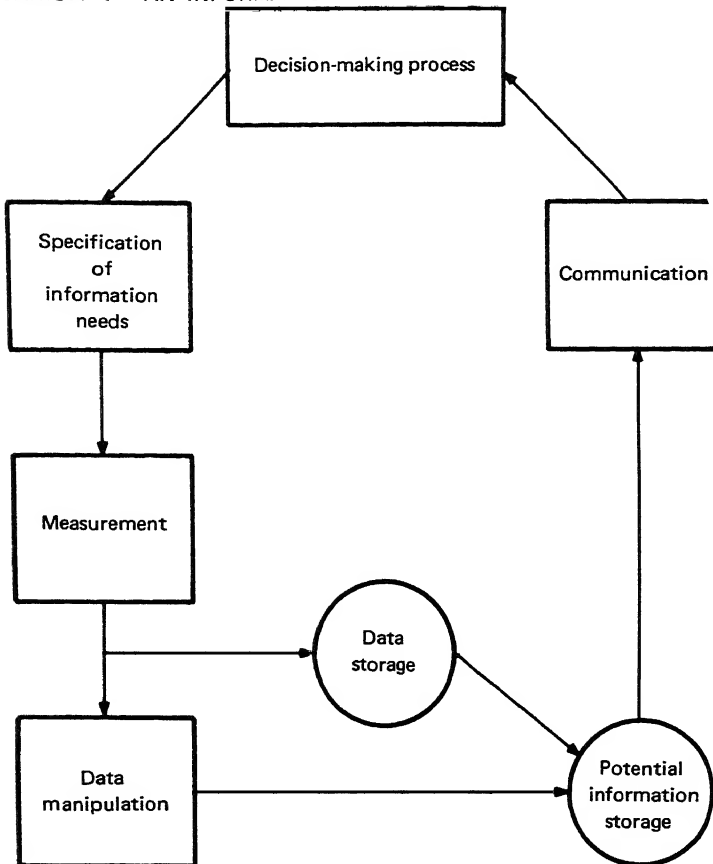 Decision-making process
Specification
of
information
needs
Communication
Measurement
Data
storage
Data
manipulation
Potential
information
storage